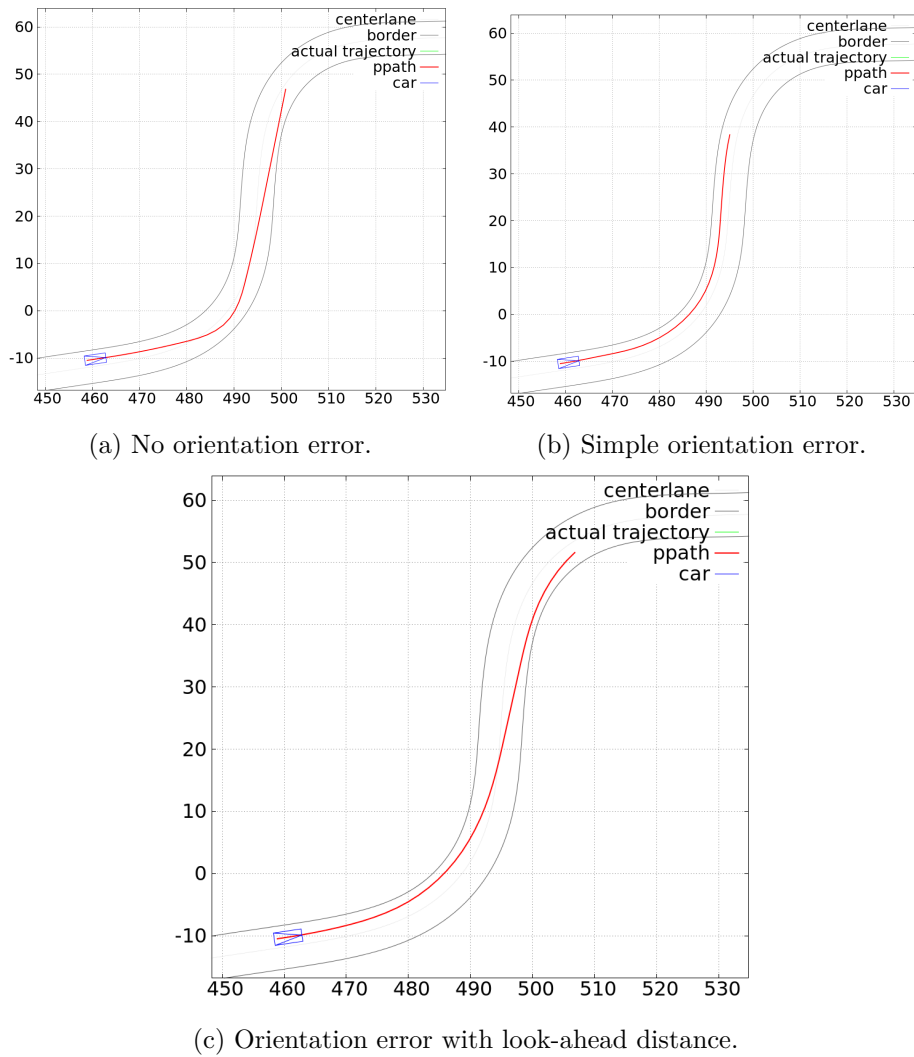 60
50
40
30
20
10
0
-10
450 460 470 480 490 500 510 520 530
centerlane
border
actual trajectory
ppath
car
(a) No orientation error.
60
50
40
30
20
10
0
-10
450 460 470 480 490 500 510 520 530
centerlane
border
actual trajectory
ppath
car
(b) Simple orientation error.
60
50
40
30
20
10
0
-10
450 460 470 480 490 500 510 520 530
centerlane
border
actual trajectory
ppath
car
(c) Orientation error with look-ahead distance.